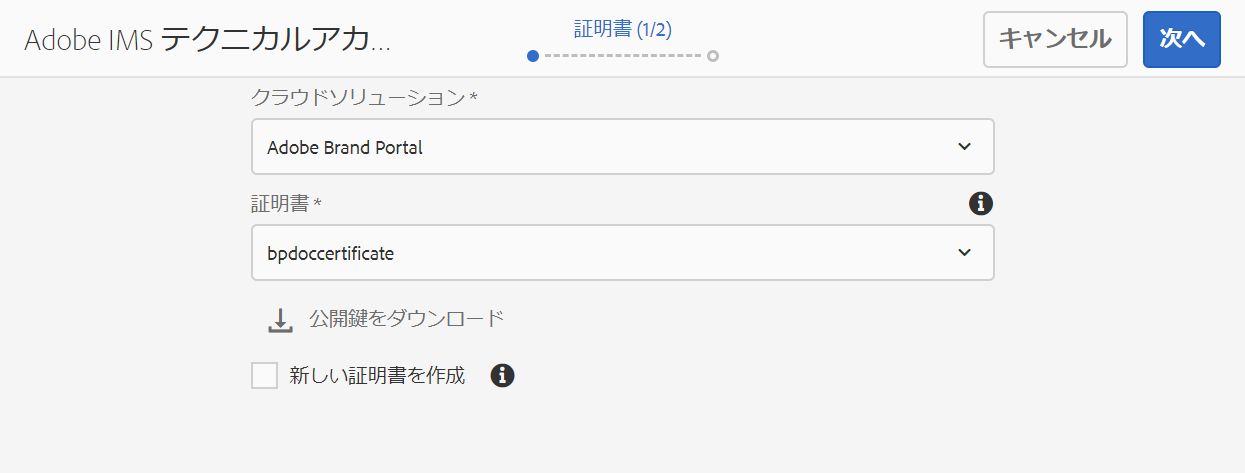 Adobe IMS テクニカルアカ...
証明書 (1/2)
キャンセル
次へ
クラウドソリューション *
Adobe Brand Portal
証明書 *
bpdoccertificate
公開鍵をダウンロード
新しい証明書を作成